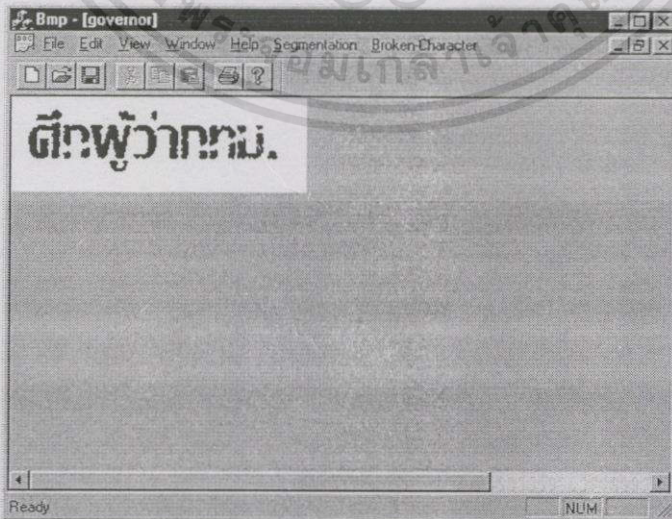 Bmp - [governor]
File Edit View Window Help Segmentation Broken-Character
ศึกผู้ว่ากทม.
Ready NUM